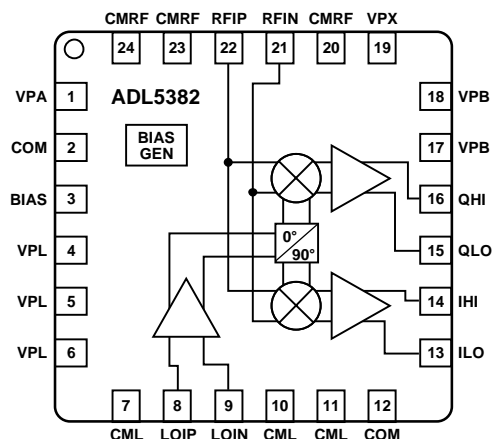 CMRF CMRF RFIP RFIN CMRF VPX
24 23 22 21 20 19
VPA 1 ADL5382 18 VPB
COM 2 BIAS GEN 17 VPB
BIAS 3 16 QHI
VPL 4 0° 15 QLO
90°
VPL 5 14 IHI
VPL 6 13 ILO
7 8 9 10 11 12
CML LOIP LOIN CML CML COM